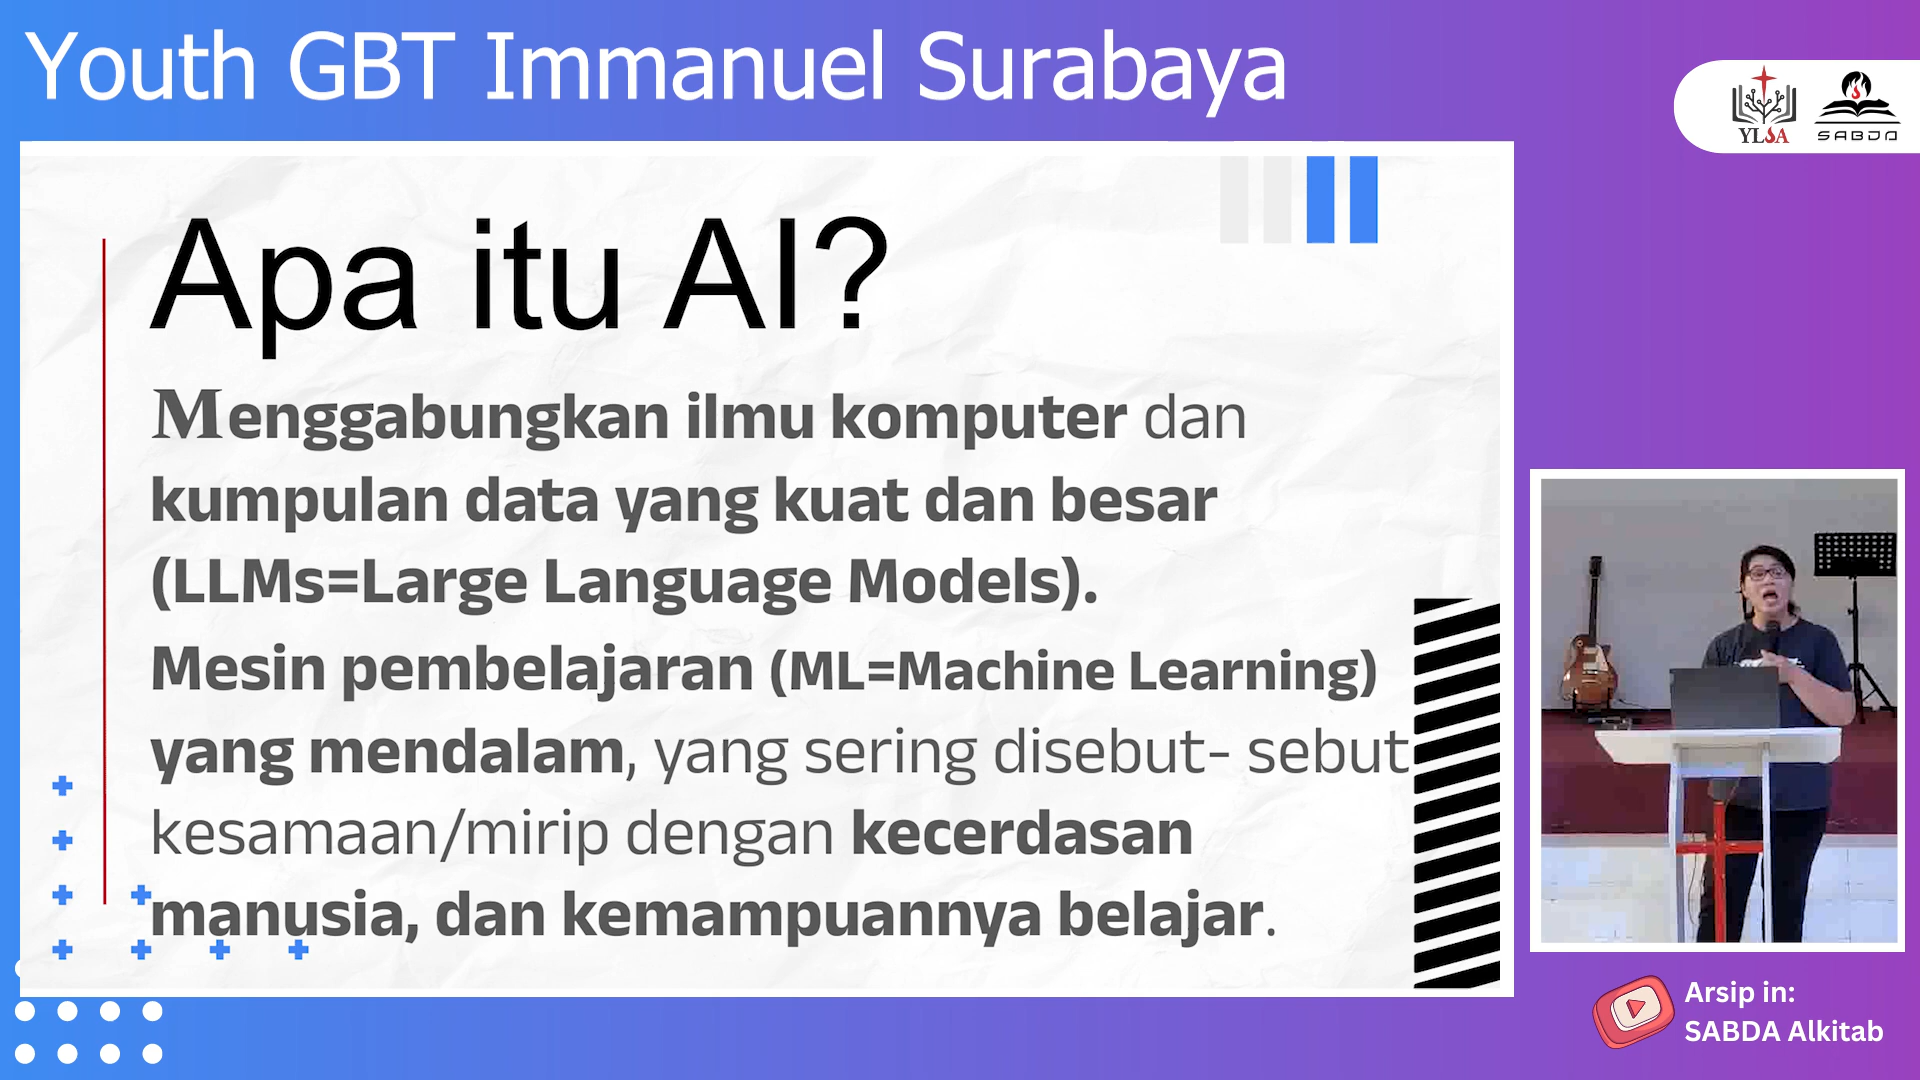 Youth GBT Immanuel Surabaya
YLSA
SABDA
Apa itu AI?
Menggabungkan ilmu komputer dan
kumpulan data yang kuat dan besar
(LLMs=Large Language Models).
Mesin pembelajaran (ML=Machine Learning)
yang mendalam, yang sering disebut- sebut
kesamaan/mirip dengan kecerdasan
manusia, dan kemampuannya belajar.
Arsip in:
SABDA Alkitab